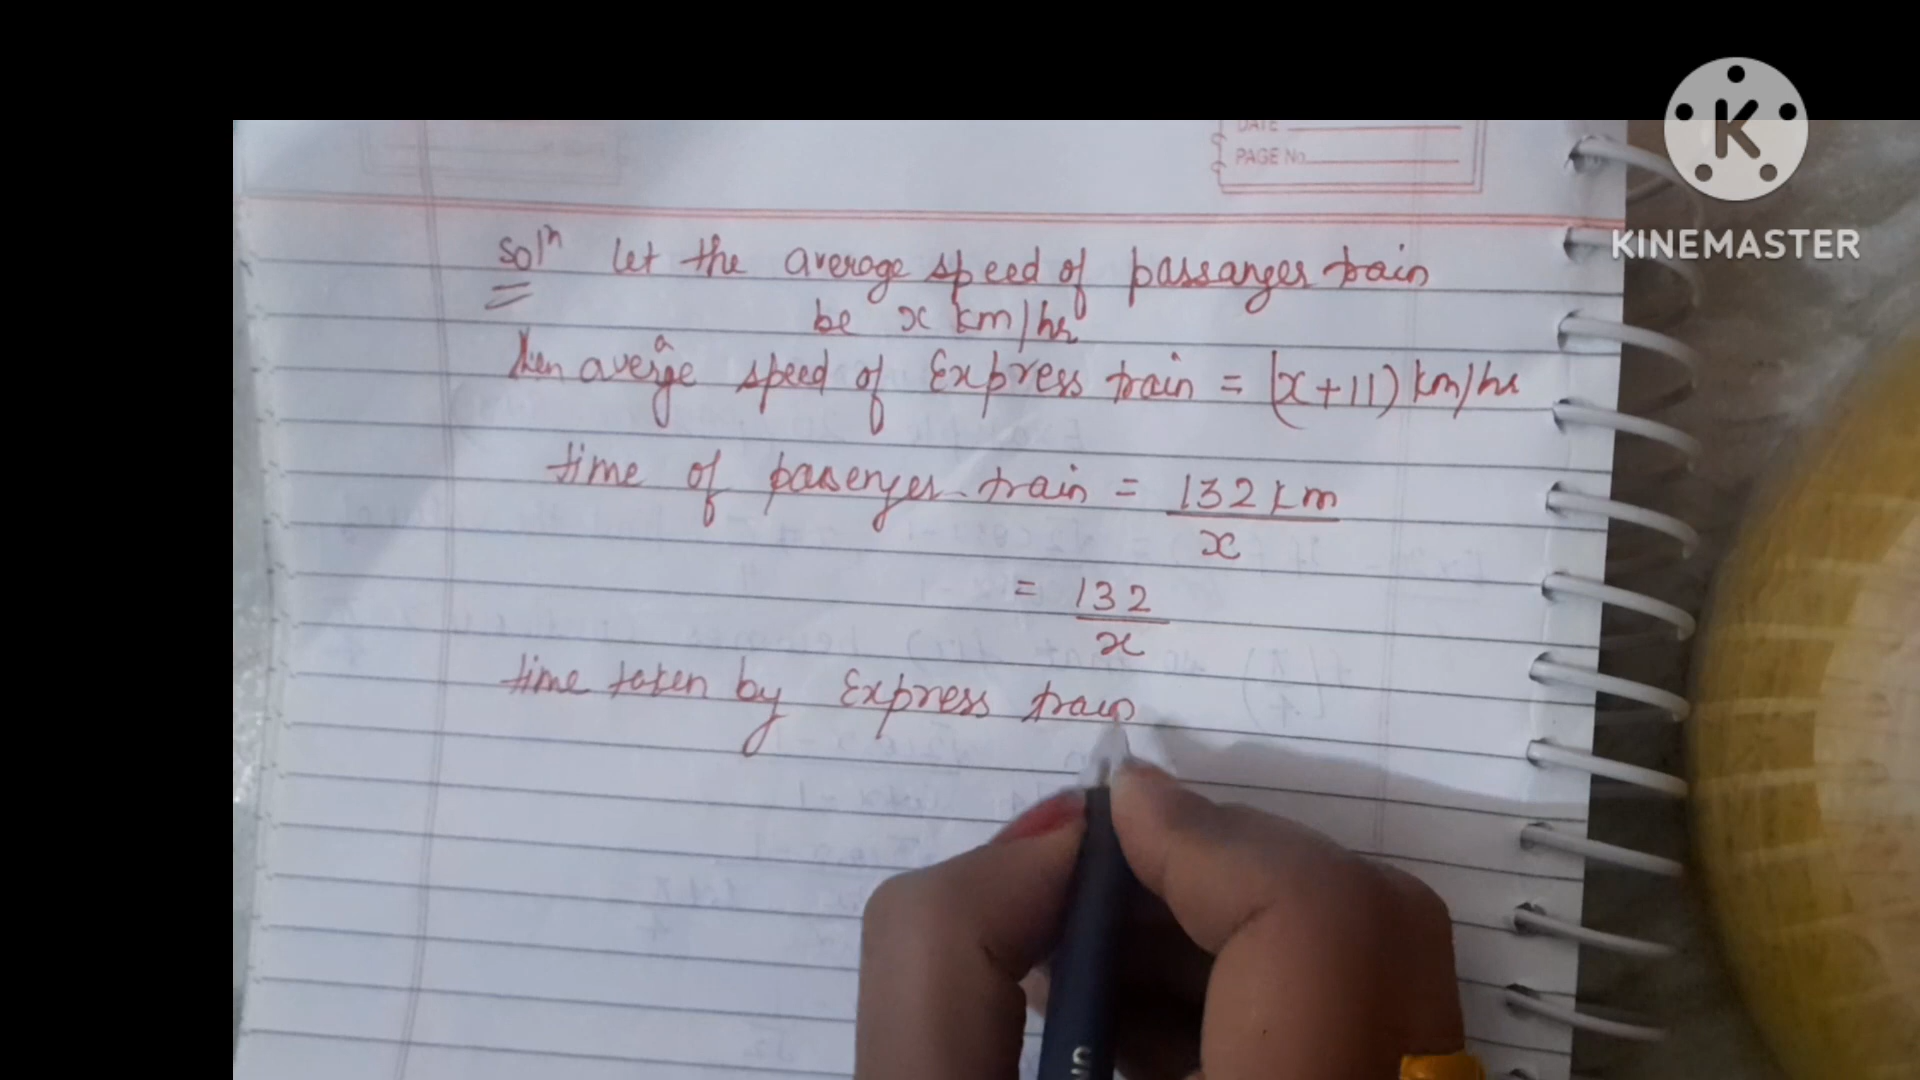 DATE
PAGE No.
KINEMASTER
Solⁿ let the average speed of passanger train
be x km/hr
then average speed of Express train = (x+11) km/hr
time of passenger train = 132 km
x
= 132
x
time taken by Express train